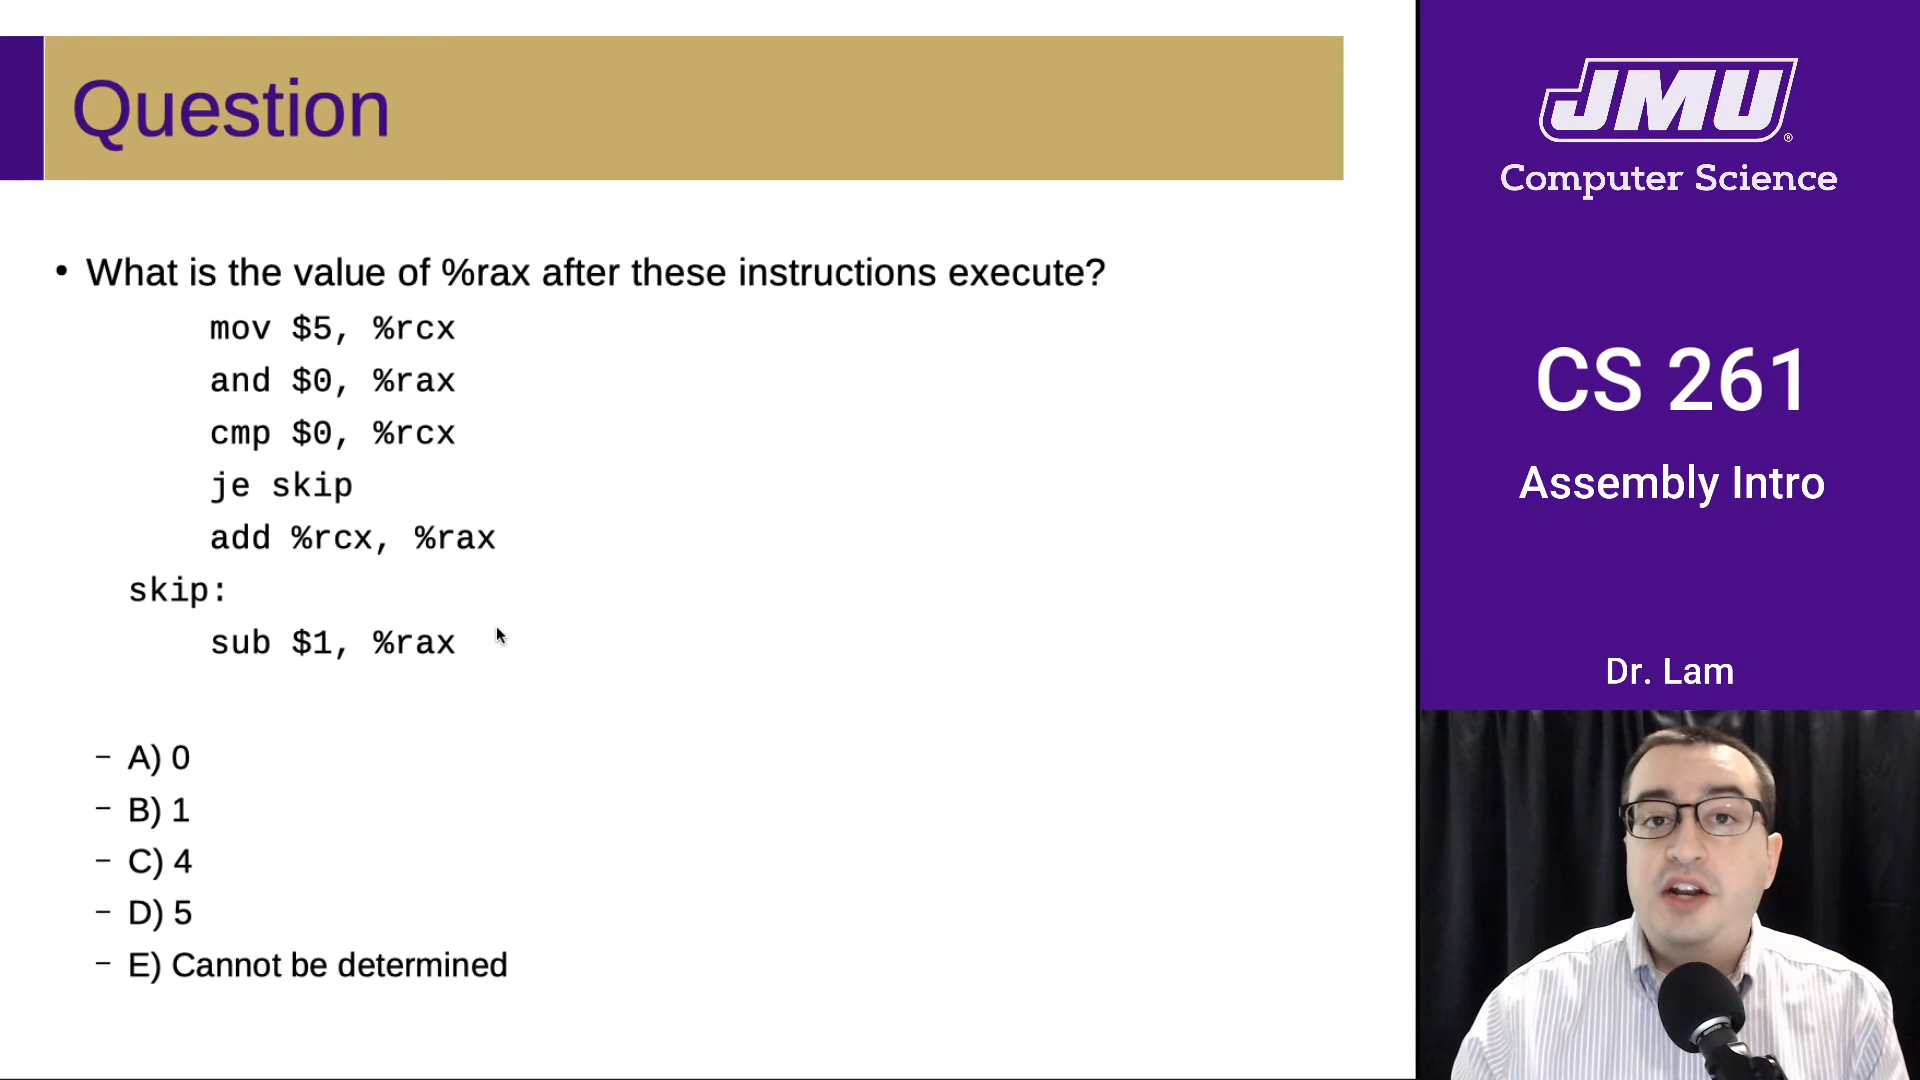 Question
• What is the value of %rax after these instructions execute?
mov $5, %rcx
and $0, %rax
cmp $0, %rcx
je skip
add %rcx, %rax
skip:
sub $1, %rax
– A) 0
– B) 1
– C) 4
– D) 5
– E) Cannot be determined
JMU®
Computer Science
CS 261
Assembly Intro
Dr. Lam